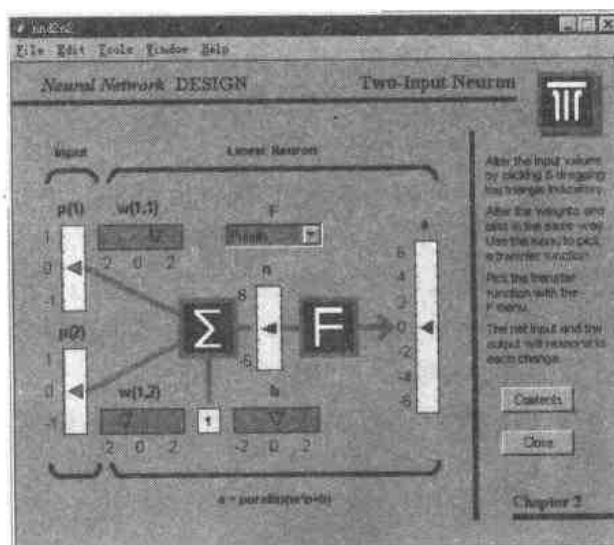 nnd2n2
File Edit Tools Window Help
Neural Network DESIGN
Two-Input Neuron
Input
Linear Neuron
p(1)
w(1,1)
F
a
1
0
-1
2 0 2
Purelin
n
8
-6
6
4
2
0
-2
-4
-6
Σ
F
p(2)
1
0
-1
w(1,2)
2 0 2
1
b
-2 0 2
a = purelin(w*p+b)
Alter the input values
by clicking & dragging
the triangle indicators.
Alter the weights and
bias in the same way.
Use the menu to pick
a transfer function.
Pick the transfer
function with the
F menu.
The net input and the
output will respond to
each change.
Contents
Close
Chapter 2